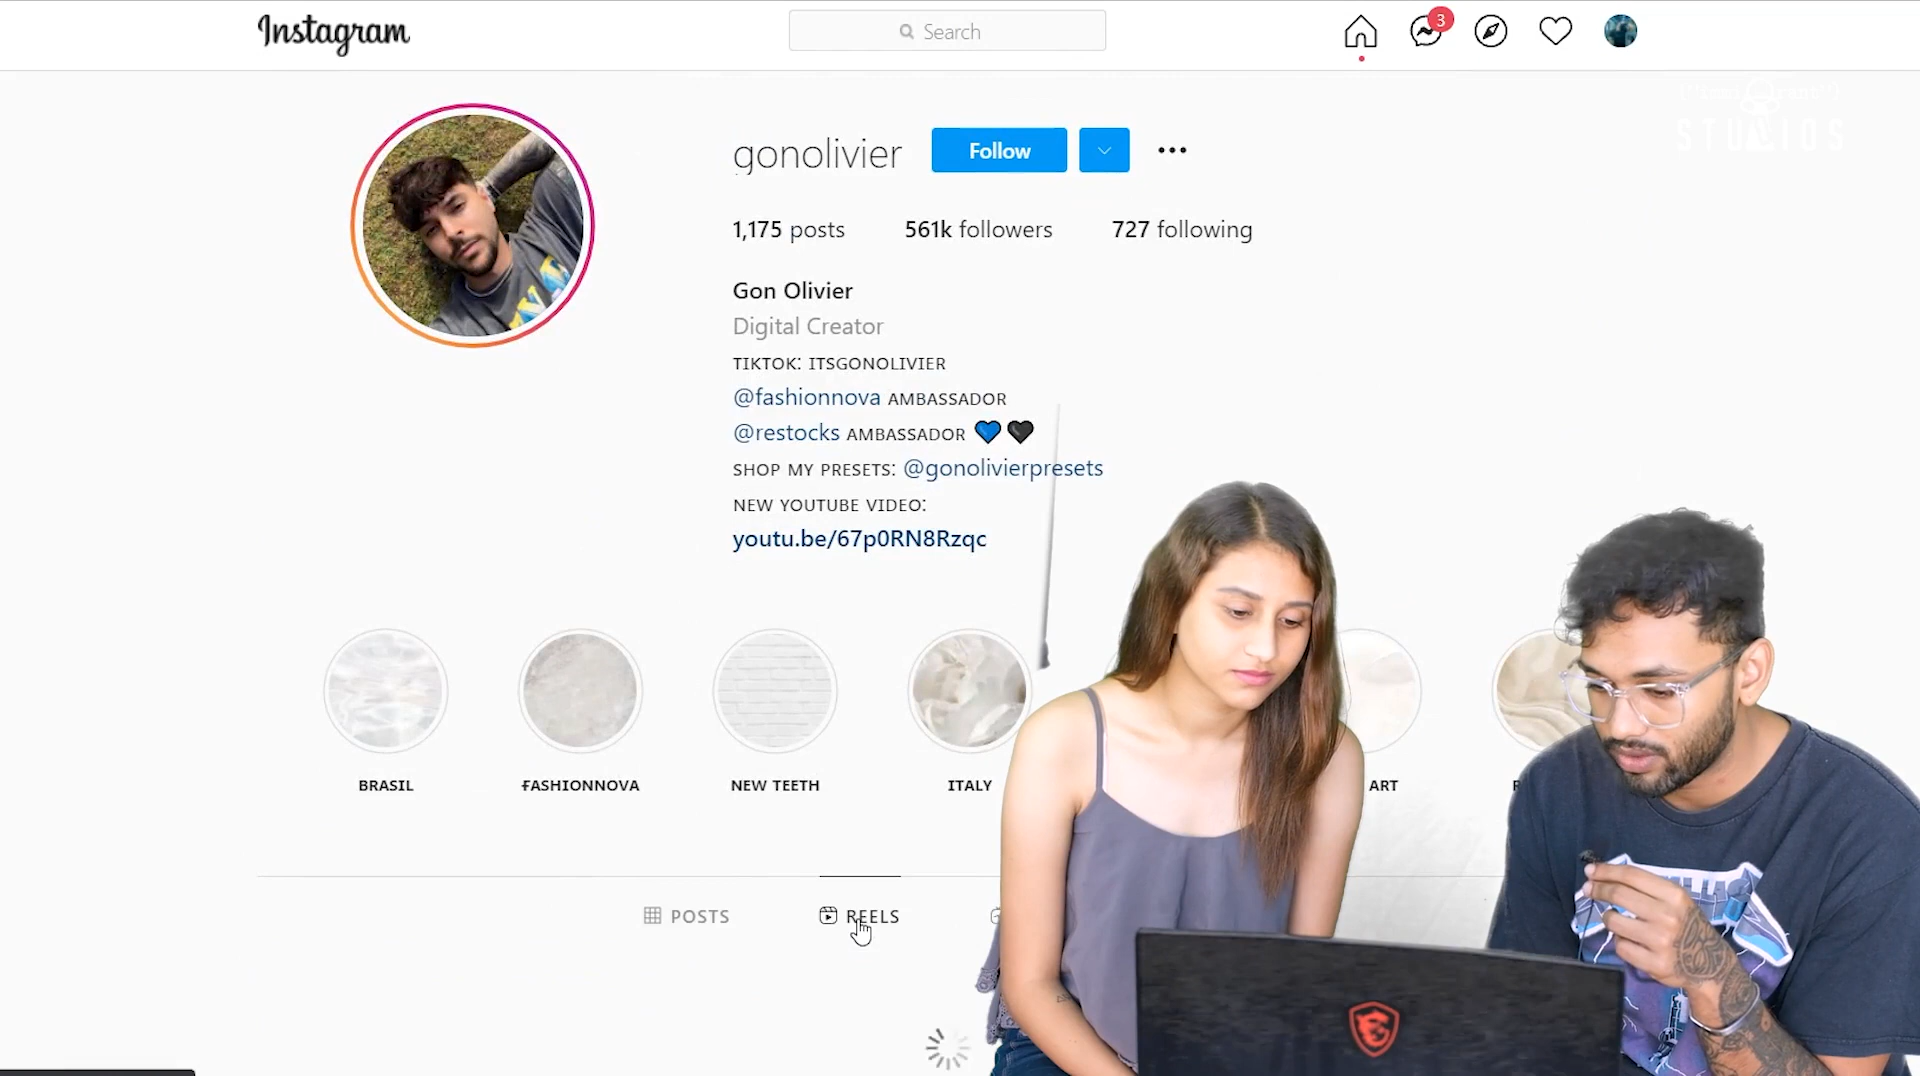 Instagram
Search
3
gonolivier
Follow
1,175 posts 561k followers 727 following
Gon Olivier
Digital Creator
TIKTOK: ITSGONOLIVIER
@fashionnova AMBASSADOR
@restocks AMBASSADOR 💙🖤
SHOP MY PRESETS: @gonolivierpresets
NEW YOUTUBE VIDEO:
youtu.be/67p0RN8Rzqc
BRASIL FASHIONNOVA NEW TEETH ITALY ART
POSTS REELS
STUDIOS